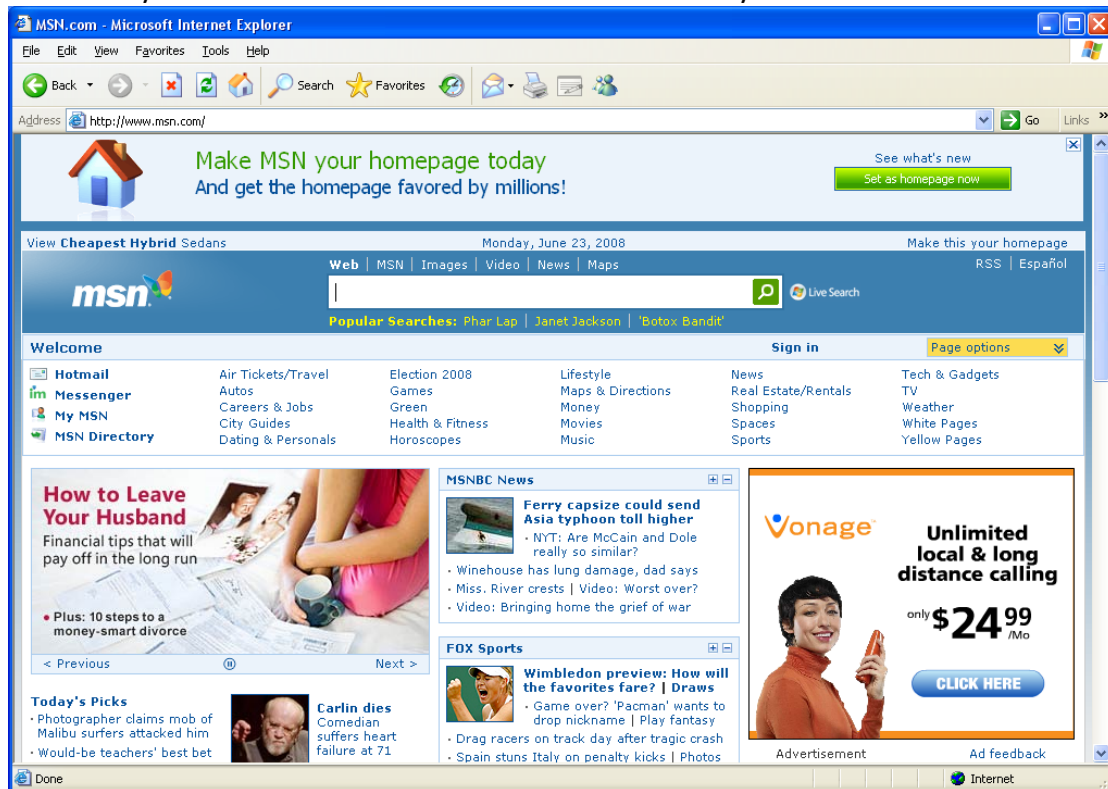 MSN.com - Microsoft Internet Explorer
File Edit View Favorites Tools Help
Back Search Favorites
Address http://www.msn.com/ Go Links »
Make MSN your homepage today
And get the homepage favored by millions!
See what's new
Set as homepage now
View Cheapest Hybrid Sedans Monday, June 23, 2008 Make this your homepage
Web | MSN | Images | Video | News | Maps RSS | Español
msn Live Search
Popular Searches: Phar Lap | Janet Jackson | 'Botox Bandit'
Welcome Sign in Page options
Hotmail Air Tickets/Travel Election 2008 Lifestyle News Tech & Gadgets
Messenger Autos Games Maps & Directions Real Estate/Rentals TV
My MSN Careers & Jobs Green Money Shopping Weather
MSN Directory City Guides Health & Fitness Movies Spaces White Pages
Dating & Personals Horoscopes Music Sports Yellow Pages
How to Leave
Your Husband
Financial tips that will
pay off in the long run
• Plus: 10 steps to a
money-smart divorce
< Previous Next >
Today's Picks
· Photographer claims mob of
Malibu surfers attacked him
· Would-be teachers' best bet
Carlin dies
Comedian
suffers heart
failure at 71
MSNBC News
Ferry capsize could send
Asia typhoon toll higher
· NYT: Are McCain and Dole
really so similar?
· Winehouse has lung damage, dad says
· Miss. River crests | Video: Worst over?
· Video: Bringing home the grief of war
FOX Sports
Wimbledon preview: How will
the favorites fare? | Draws
· Game over? 'Pacman' wants to
drop nickname | Play fantasy
· Drag racers on track day after tragic crash
· Spain stuns Italy on penalty kicks | Photos
Vonage
Unlimited
local & long
distance calling
only $24 99 /Mo
CLICK HERE
Advertisement Ad feedback
Done Internet